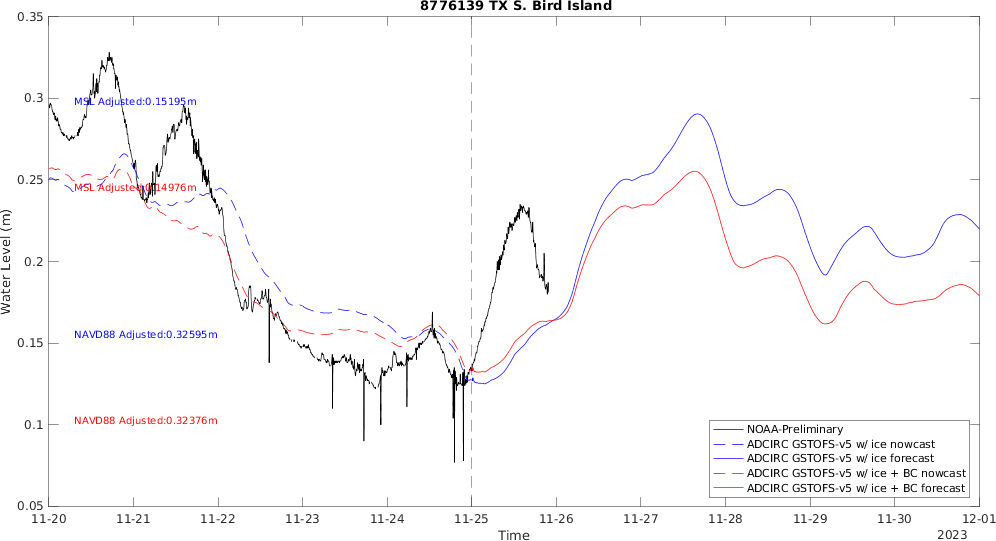 8776139 TX S. Bird Island
0.35
0.3
0.25
0.2
0.15
0.1
0.05
Water Level (m)
MSL Adjusted:0.15195m
MSL Adjusted:0.14976m
NAVD88 Adjusted:0.32595m
NAVD88 Adjusted:0.32376m
NOAA-Preliminary
ADCIRC GSTOFS-v5 w/ ice nowcast
ADCIRC GSTOFS-v5 w/ ice forecast
ADCIRC GSTOFS-v5 w/ ice + BC nowcast
ADCIRC GSTOFS-v5 w/ ice + BC forecast
11-20 11-21 11-22 11-23 11-24 11-25 11-26 11-27 11-28 11-29 11-30 12-01
Time
2023